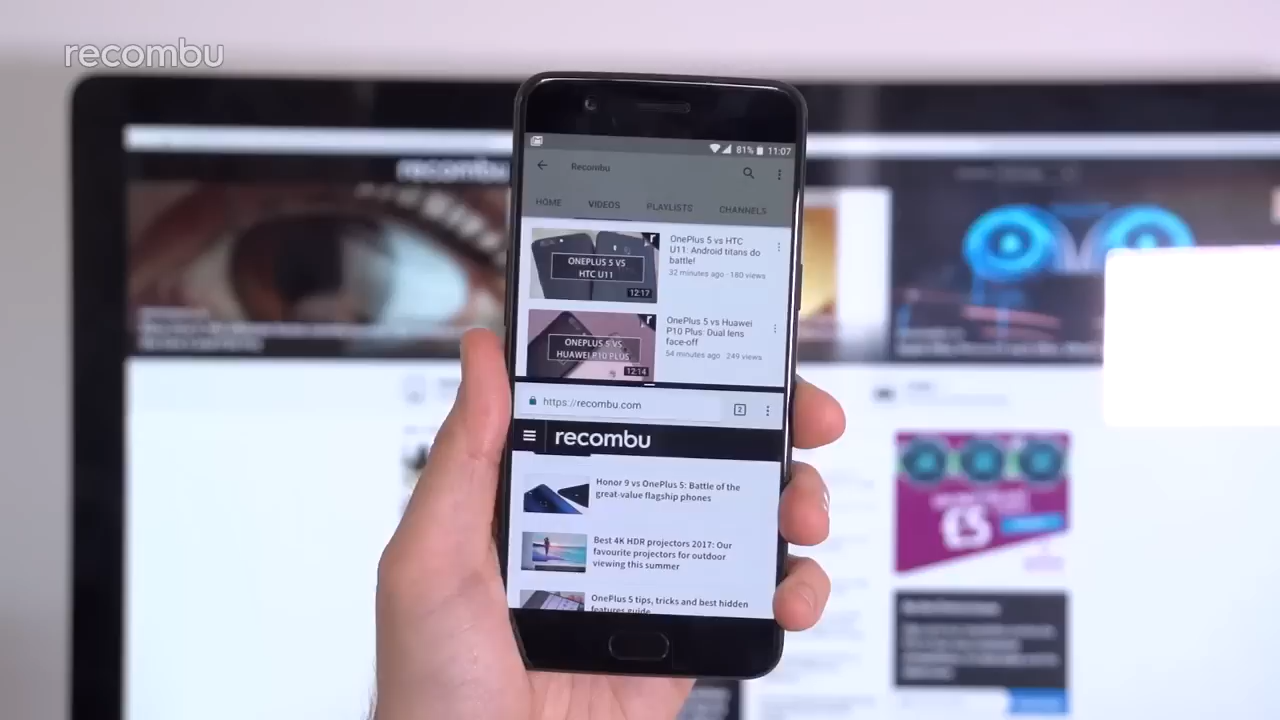 recombu
recombu
81% 11:07
Recombu
HOME VIDEOS PLAYLISTS CHANNELS
ONEPLUS 5 VS
HTC U11
12:17
OnePlus 5 vs HTC
U11: Android titans do
battle!
32 minutes ago · 180 views
ONEPLUS 5 VS
HUAWEI P10 PLUS
12:14
OnePlus 5 vs Huawei
P10 Plus: Dual lens
face-off
54 minutes ago · 249 views
https://recombu.com
2
recombu
Honor 9 vs OnePlus 5: Battle of the
great-value flagship phones
Best 4K HDR projectors 2017: Our
favourite projectors for outdoor
viewing this summer
OnePlus 5 tips, tricks and best hidden
features guide
£5